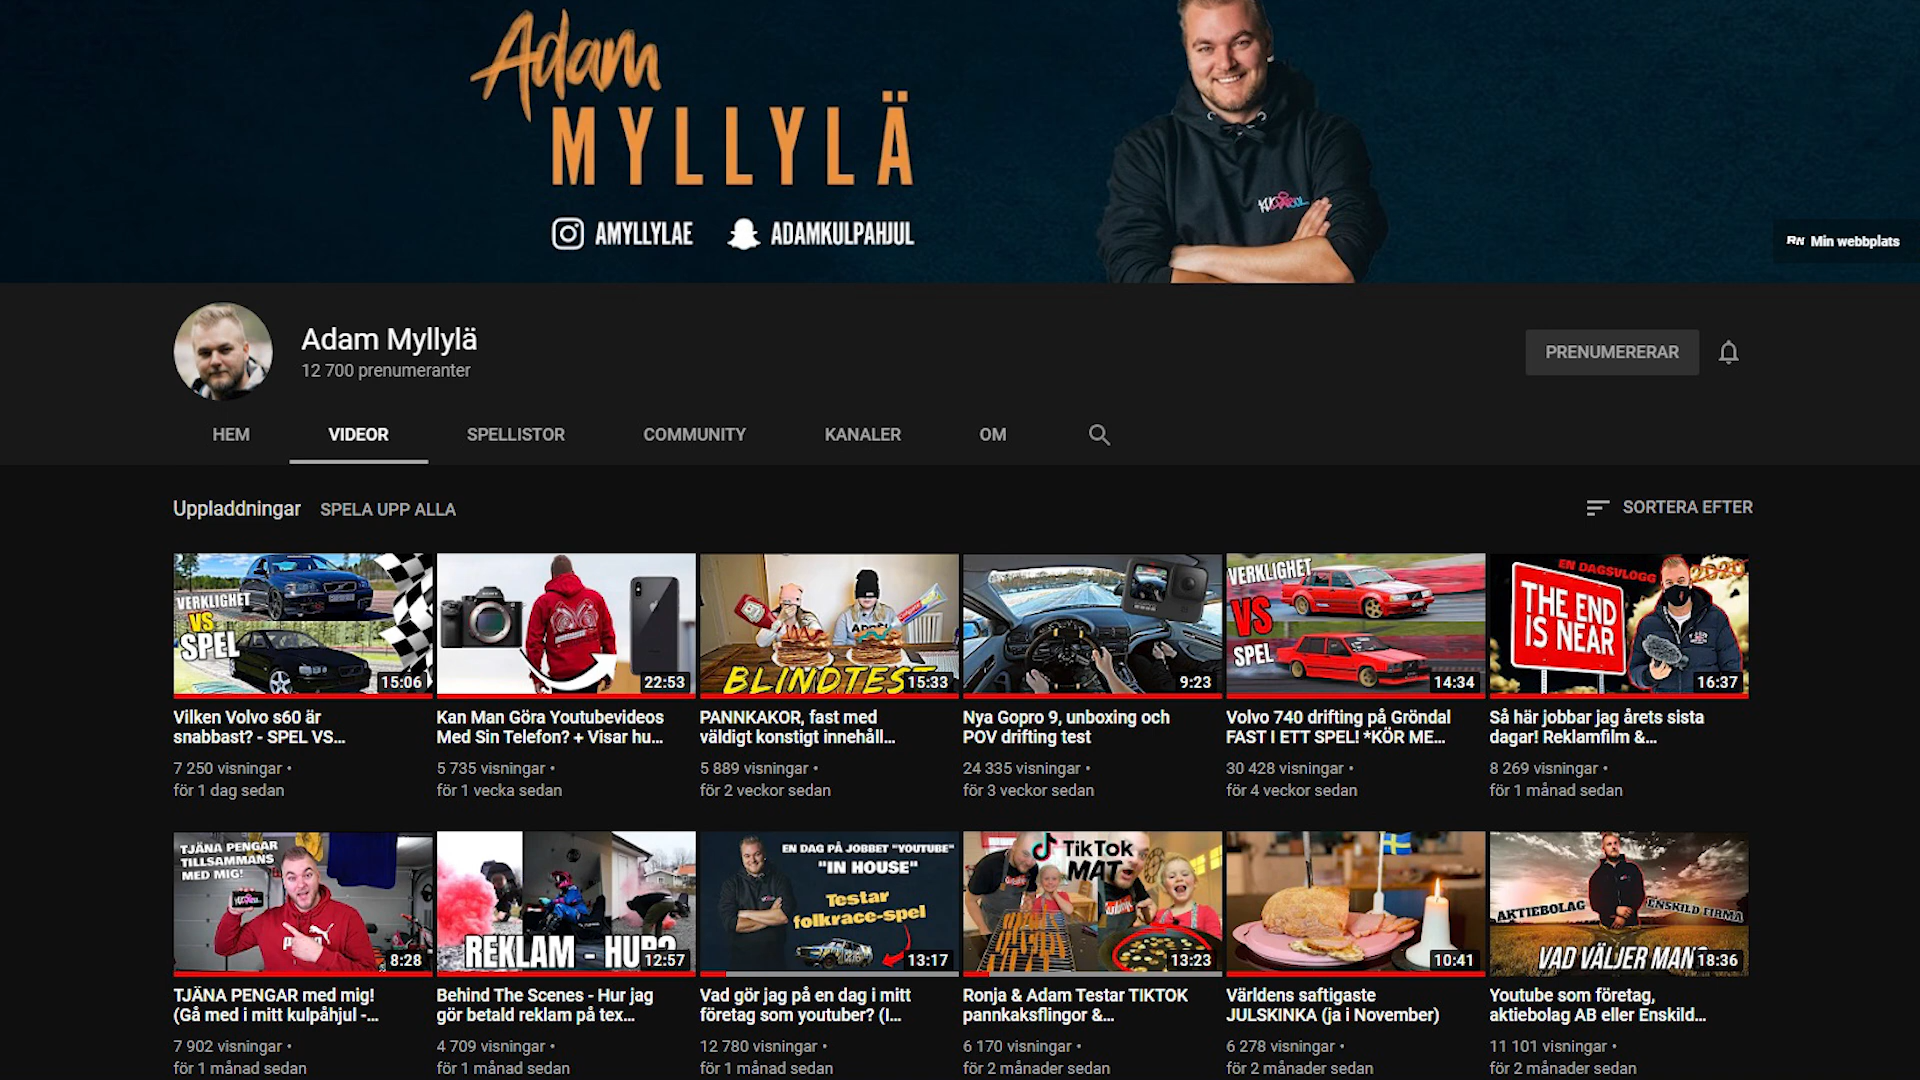 Adam
MYLLYLÄ
AMYLLYLAE ADAMKULPAHJUL
RN Min webbplats
Adam Myllylä
12 700 prenumeranter
PRENUMERERAR
HEM VIDEOR SPELLISTOR COMMUNITY KANALER OM
Uppladdningar SPELA UPP ALLA
SORTERA EFTER
VERKLIGHET
VS
SPEL
15:06
SONY
22:53
BLINDTEST
15:33
9:23
VERKLIGHET
VS
SPEL
14:34
EN DAGSVLOGG 2020
THE END
IS NEAR
16:37
Vilken Volvo s60 är
snabbast? - SPEL VS...
7 250 visningar •
för 1 dag sedan
Kan Man Göra Youtubevideos
Med Sin Telefon? + Visar hu...
5 735 visningar •
för 1 vecka sedan
PANNKAKOR, fast med
väldigt konstigt innehåll...
5 889 visningar •
för 2 veckor sedan
Nya Gopro 9, unboxing och
POV drifting test
24 335 visningar •
för 3 veckor sedan
Volvo 740 drifting på Gröndal
FAST I ETT SPEL! *KÖR ME...
30 428 visningar •
för 4 veckor sedan
Så här jobbar jag årets sista
dagar! Reklamfilm &...
8 269 visningar •
för 1 månad sedan
TJÄNA PENGAR
TILLSAMMANS
MED MIG!
8:28
REKLAM - HUR?
12:57
EN DAG PÅ JOBBET "YOUTUBE"
"IN HOUSE"
Testar
folkrace-spel
13:17
TikTok
MAT
13:23
10:41
AKTIEBOLAG ENSKILD FIRMA
VAD VÄLJER MAN
18:36
TJÄNA PENGAR med mig!
(Gå med i mitt kulpåhjul -...
7 902 visningar •
för 1 månad sedan
Behind The Scenes - Hur jag
gör betald reklam på tex...
4 709 visningar •
för 1 månad sedan
Vad gör jag på en dag i mitt
företag som youtuber? (I...
12 780 visningar •
för 1 månad sedan
Ronja & Adam Testar TIKTOK
pannkaksflingor &...
6 170 visningar •
för 2 månader sedan
Världens saftigaste
JULSKINKA (ja i November)
6 278 visningar •
för 2 månader sedan
Youtube som företag,
aktiebolag AB eller Enskild...
11 101 visningar •
för 2 månader sedan